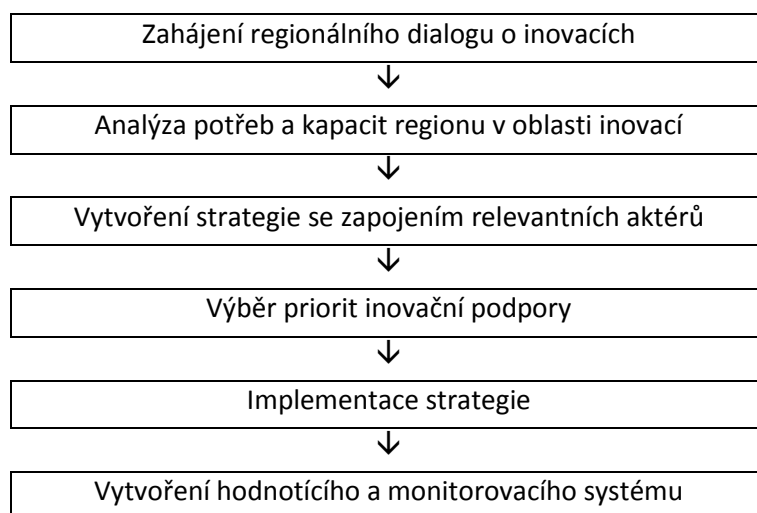 Zahájení regionálního dialogu o inovacích
Analýza potřeb a kapacit regionu v oblasti inovací
Vytvoření strategie se zapojením relevantních aktérů
Výběr priorit inovační podpory
Implementace strategie
Vytvoření hodnotícího a monitorovacího systému